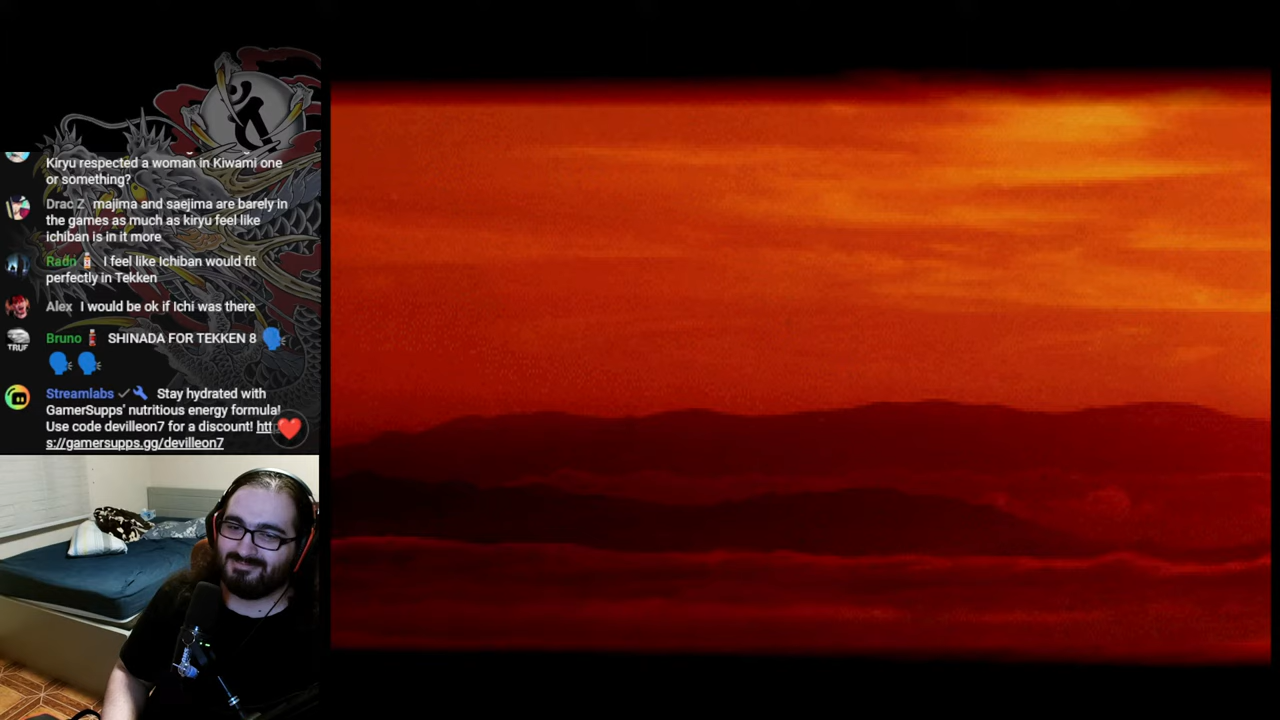 Kiryu respected a woman in Kiwami one
or something?
Drac Z majima and saejima are barely in
the games as much as kiryu feel like
ichiban is in it more
Radn I feel like Ichiban would fit
perfectly in Tekken
Alex I would be ok if Ichi was there
Bruno SHINADA FOR TEKKEN 8
TRUF
Streamlabs Stay hydrated with
GamerSupps' nutritious energy formula!
Use code devilleon7 for a discount! htt
s://gamersupps.gg/devilleon7